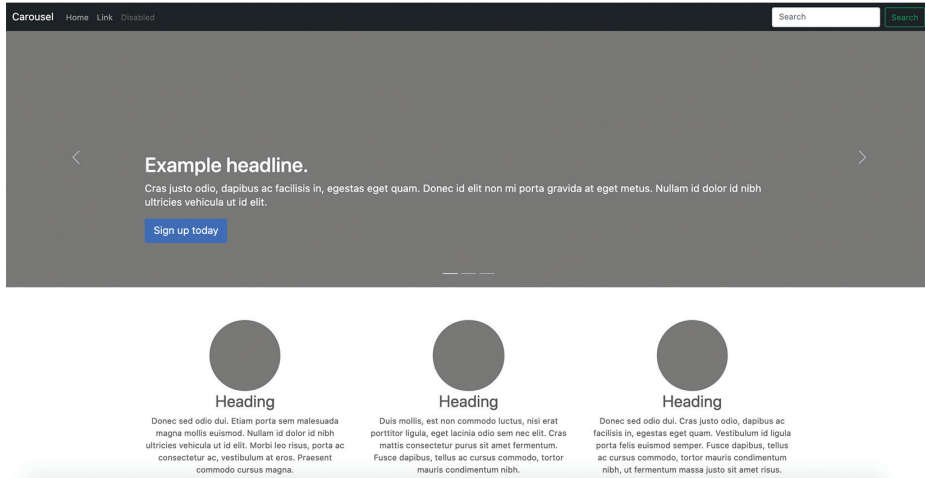 Carousel Home Link Disabled Search Search
Example headline.
Cras justo odio, dapibus ac facilisis in, egestas eget quam. Donec id elit non mi porta gravida at eget metus. Nullam id dolor id nibh
ultricies vehicula ut id elit.
Sign up today
Heading
Donec sed odio dui. Etiam porta sem malesuada
magna mollis euismod. Nullam id dolor id nibh
ultricies vehicula ut id elit. Morbi leo risus, porta ac
consectetur ac, vestibulum at eros. Praesent
commodo cursus magna.
Heading
Duis mollis, est non commodo luctus, nisi erat
porttitor ligula, eget lacinia odio sem nec elit. Cras
mattis consectetur purus sit amet fermentum.
Fusce dapibus, tellus ac cursus commodo, tortor
mauris condimentum nibh.
Heading
Donec sed odio dui. Cras justo odio, dapibus ac
facilisis in, egestas eget quam. Vestibulum id ligula
porta felis euismod semper. Fusce dapibus, tellus
ac cursus commodo, tortor mauris condimentum
nibh, ut fermentum massa justo sit amet risus.